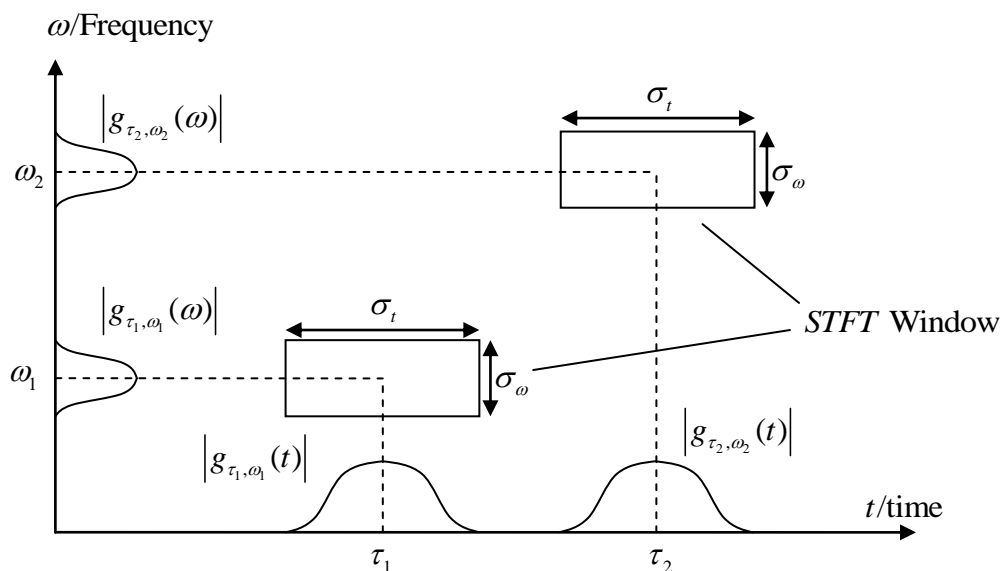 ω/Frequency
|g_{τ₂,ω₂}(ω)|
σ_t
ω₂
σ_ω
|g_{τ₁,ω₁}(ω)|
σ_t
STFT Window
ω₁
σ_ω
|g_{τ₁,ω₁}(t)|
|g_{τ₂,ω₂}(t)|
t/time
τ₁
τ₂